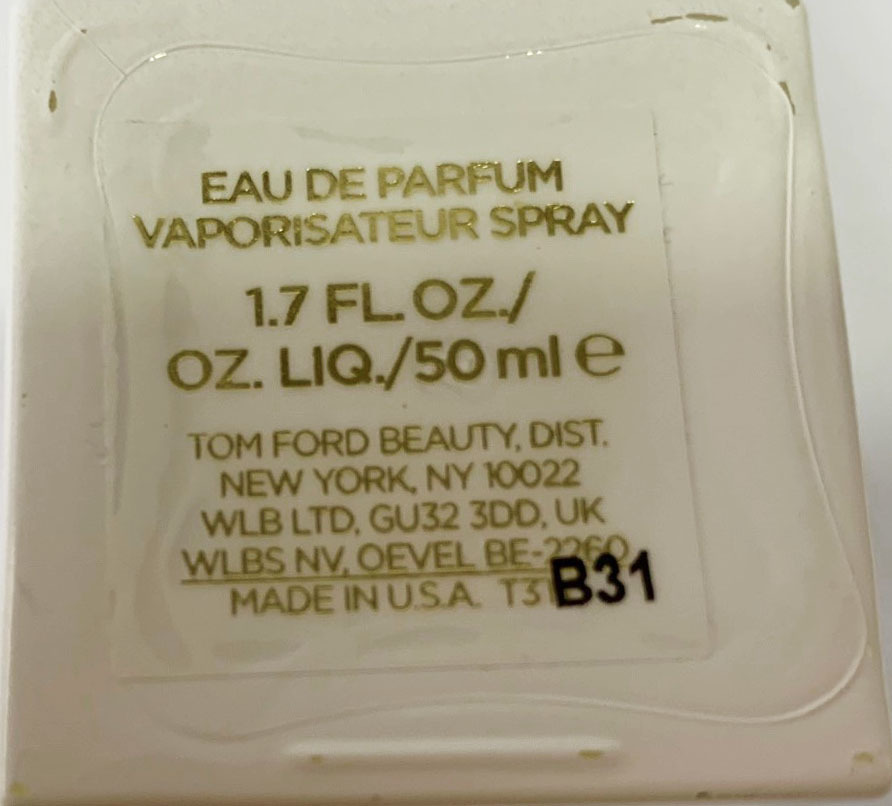 EAU DE PARFUM
VAPORISATEUR SPRAY
1.7 FL.OZ./
OZ. LIQ./50 ml ℮
TOM FORD BEAUTY, DIST.
NEW YORK, NY 10022
WLB LTD, GU32 3DD, UK
WLBS NV, OEVEL BE-2260
MADE IN U.S.A. B31